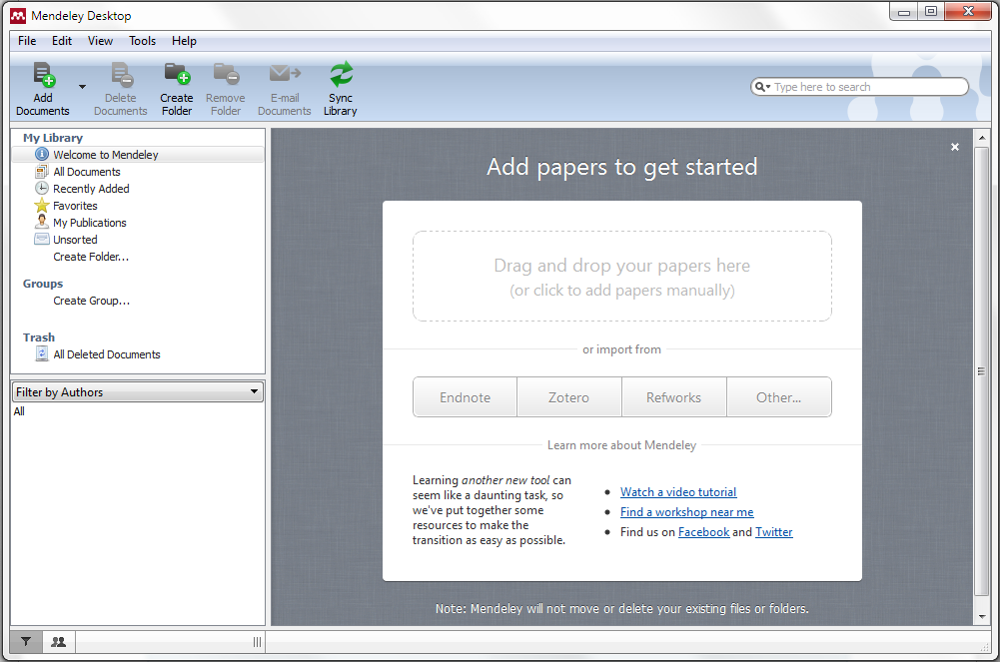 Mendeley Desktop
File Edit View Tools Help
Add Documents
Delete Documents
Create Folder
Remove Folder
E-mail Documents
Sync Library
Type here to search
My Library
Welcome to Mendeley
All Documents
Recently Added
Favorites
My Publications
Unsorted
Create Folder...
Groups
Create Group...
Trash
All Deleted Documents
Filter by Authors
All
Add papers to get started
Drag and drop your papers here
(or click to add papers manually)
or import from
Endnote Zotero Refworks Other...
Learn more about Mendeley
Learning another new tool can
seem like a daunting task, so
we've put together some
resources to make the
transition as easy as possible.
Watch a video tutorial
Find a workshop near me
Find us on Facebook and Twitter
Note: Mendeley will not move or delete your existing files or folders.